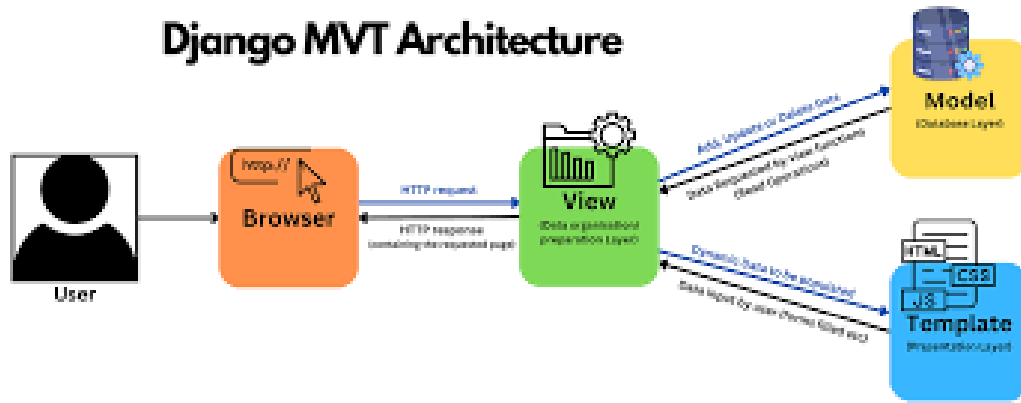 Django MVT Architecture
User
http://
Browser
HTTP request
HTTP response
(containing the requested page)
View
(Data organisation/
preparation Layer)
Add, Update or Delete Data
Data Requested by View functions
(Read Operations)
Model
(Database Layer)
Dynamic Data to be populated
Data input by user (forms filled etc)
HTML
CSS
JS
Template
(Presentation Layer)